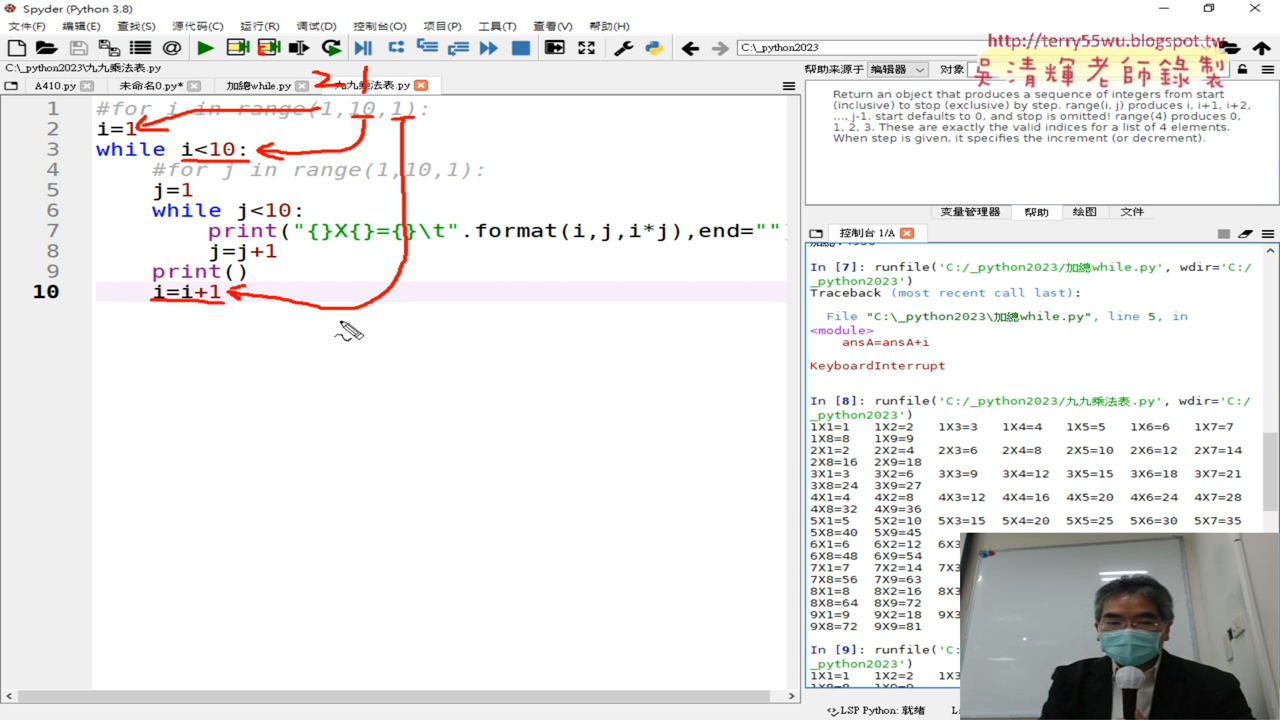 Spyder (Python 3.8)
文件(F) 编辑(E) 查找(S) 源代码(C) 运行(R) 调试(D) 控制台(O) 项目(P) 工具(T) 查看(V) 帮助(H)
C:\_python2023
http://terry55wu.blogspot.tw
吳清輝老師錄製
C:\_python2023\九九乘法表.py
A410.py 未命名0.py* 加總while.py 九九乘法表.py
2 1
帮助来源于 编辑器 对象
1 #for i in range(1,10,1):
2 i=1
3 while i<10:
4 #for j in range(1,10,1):
5 j=1
6 while j<10:
7 print("{}X{}={}\t".format(i,j,i*j),end="")
8 j=j+1
9 print()
10 i=i+1
Return an object that produces a sequence of integers from start
(inclusive) to stop (exclusive) by step. range(i, j) produces i, i+1, i+2,
..., j-1. start defaults to 0, and stop is omitted! range(4) produces 0,
1, 2, 3. These are exactly the valid indices for a list of 4 elements.
When step is given, it specifies the increment (or decrement).
变量管理器 帮助 绘图 文件
控制台 1/A
In [7]: runfile('C:/_python2023/加總while.py', wdir='C:/
_python2023')
Traceback (most recent call last):
File "C:\_python2023\加總while.py", line 5, in
<module>
ansA=ansA+i
KeyboardInterrupt
In [8]: runfile('C:/_python2023/九九乘法表.py', wdir='C:/
_python2023')
1X1=1 1X2=2 1X3=3 1X4=4 1X5=5 1X6=6 1X7=7
1X8=8 1X9=9
2X1=2 2X2=4 2X3=6 2X4=8 2X5=10 2X6=12 2X7=14
2X8=16 2X9=18
3X1=3 3X2=6 3X3=9 3X4=12 3X5=15 3X6=18 3X7=21
3X8=24 3X9=27
4X1=4 4X2=8 4X3=12 4X4=16 4X5=20 4X6=24 4X7=28
4X8=32 4X9=36
5X1=5 5X2=10 5X3=15 5X4=20 5X5=25 5X6=30 5X7=35
5X8=40 5X9=45
6X1=6 6X2=12 6X3
6X8=48 6X9=54
7X1=7 7X2=14 7X3
7X8=56 7X9=63
8X1=8 8X2=16 8X3
8X8=64 8X9=72
9X1=9 9X2=18 9X3
9X8=72 9X9=81
In [9]: runfile('C:
_python2023')
1X1=1 1X2=2 1X3
LSP Python: 就绪